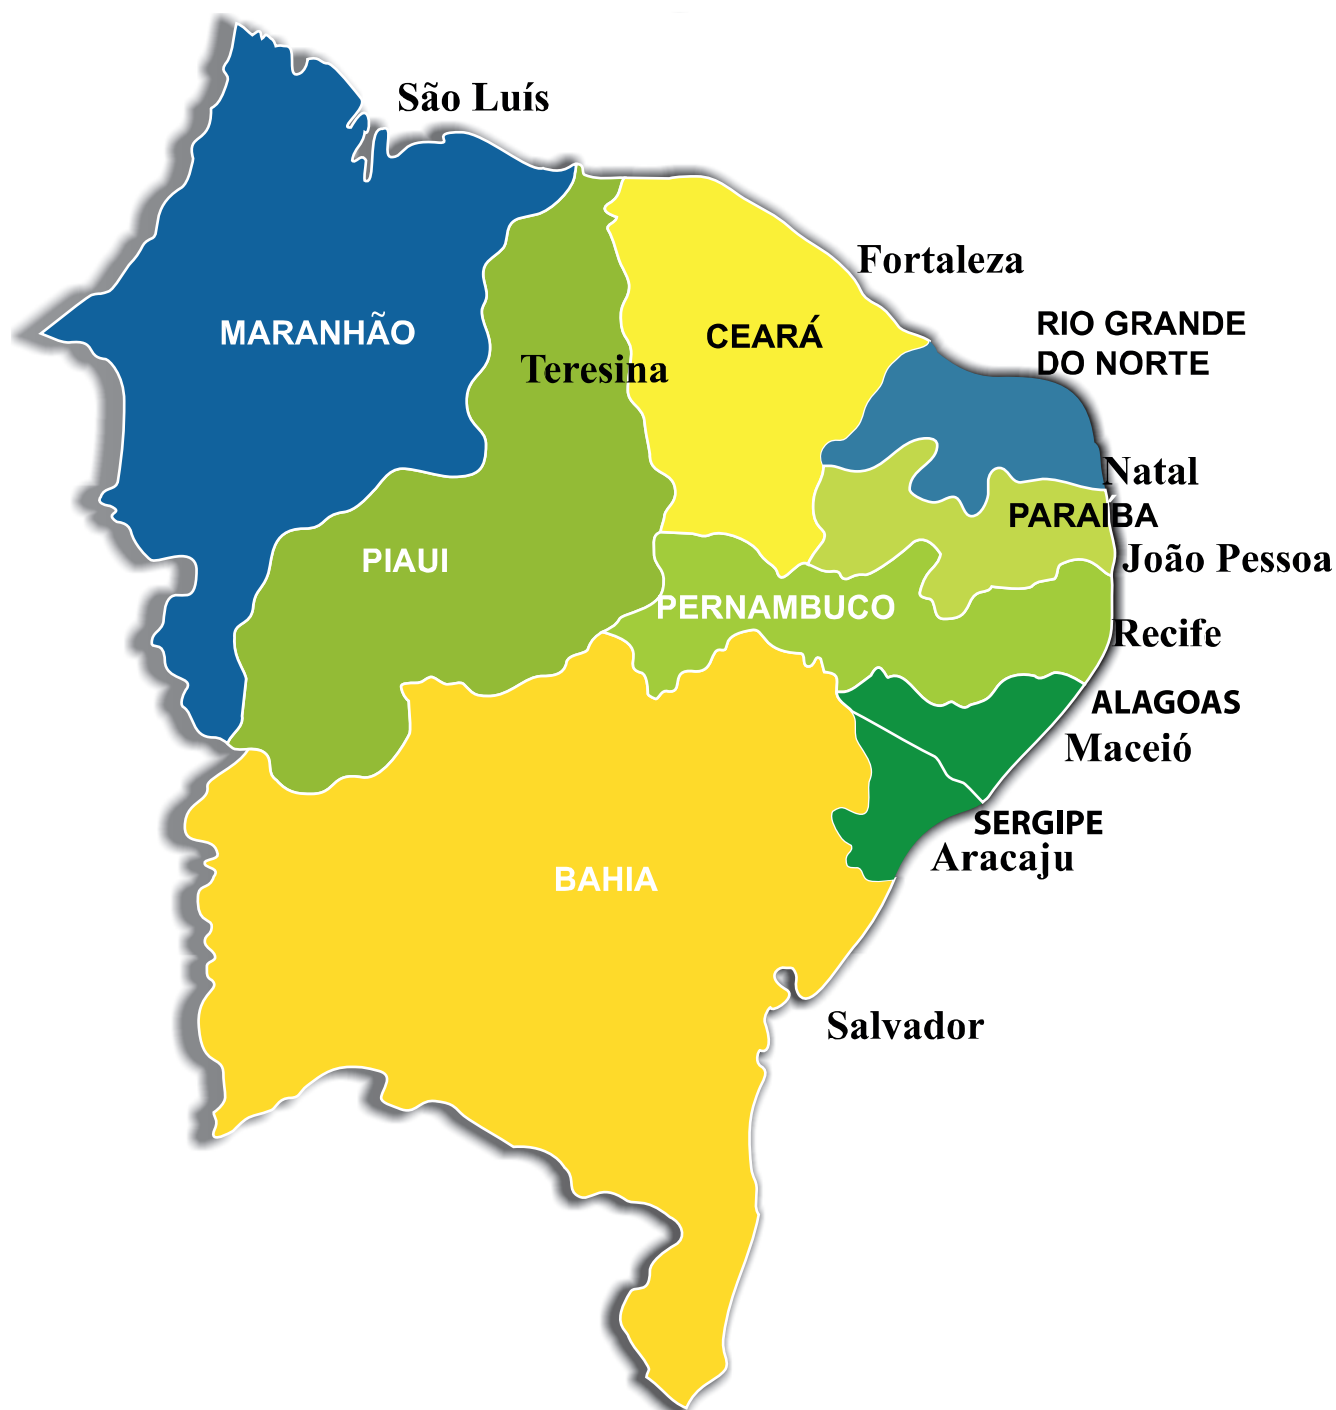 São Luís
Fortaleza
RIO GRANDE
DO NORTE
MARANHÃO
CEARÁ
Teresina
Natal
PARAÍBA
PIAUI
João Pessoa
PERNAMBUCO
Recife
ALAGOAS
Maceió
SERGIPE
Aracaju
BAHIA
Salvador